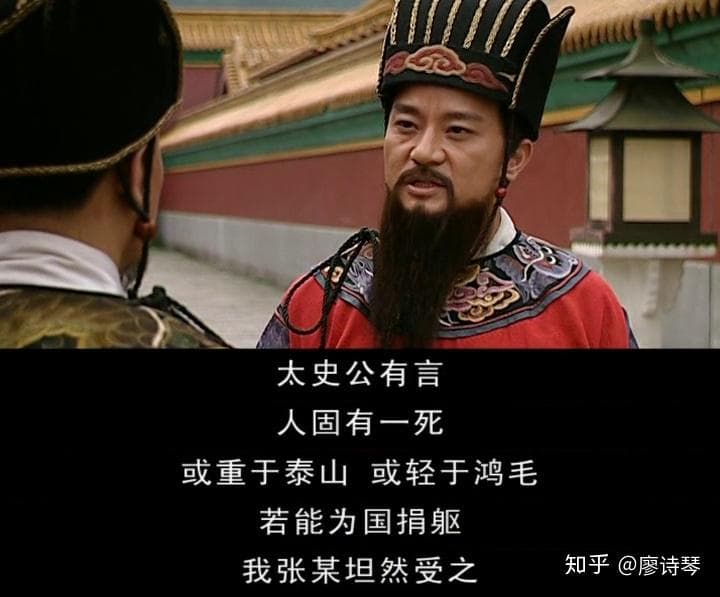 太史公有言
人固有一死
或重于泰山 或轻于鸿毛
若能为国捐躯
我张某坦然受之
知乎 @廖诗琴